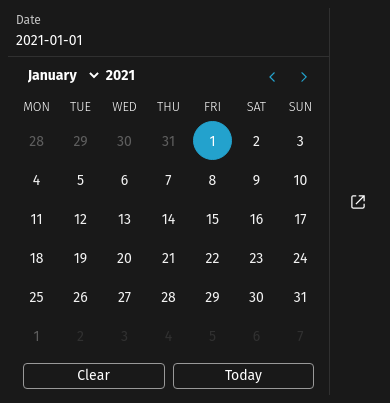 Date
2021-01-01
January 2021
MON TUE WED THU FRI SAT SUN
28 29 30 31 1 2 3
4 5 6 7 8 9 10
11 12 13 14 15 16 17
18 19 20 21 22 23 24
25 26 27 28 29 30 31
1 2 3 4 5 6 7
Clear Today